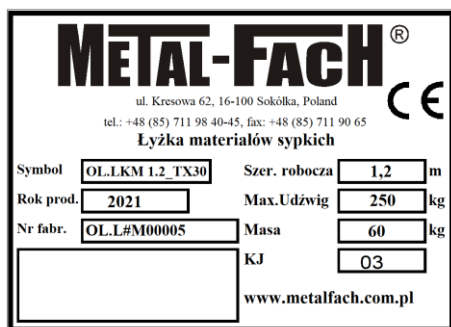 METAL-FACH®
ul. Kresowa 62, 16-100 Sokółka, Poland
CE
tel.: +48 (85) 711 98 40-45, fax: +48 (85) 711 90 65
Łyżka materiałów sypkich
Symbol OL.LKM 1.2_TX30 Szer. robocza 1,2 m
Rok prod. 2021 Max.Udźwig 250 kg
Nr fabr. OL.L#M00005 Masa 60 kg
KJ 03
www.metalfach.com.pl